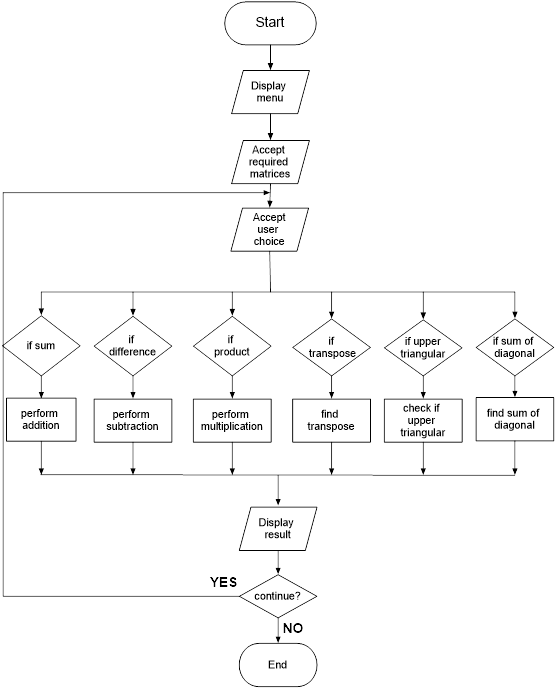 Start
Display
menu
Accept
required
matrices
Accept
user
choice
if sum
if
difference
if
product
if
transpose
if upper
triangular
if sum of
diagonal
perform
addition
perform
subtraction
perform
multiplication
find
transpose
check if
upper
triangular
find sum of
diagonal
Display
result
YES
continue?
NO
End